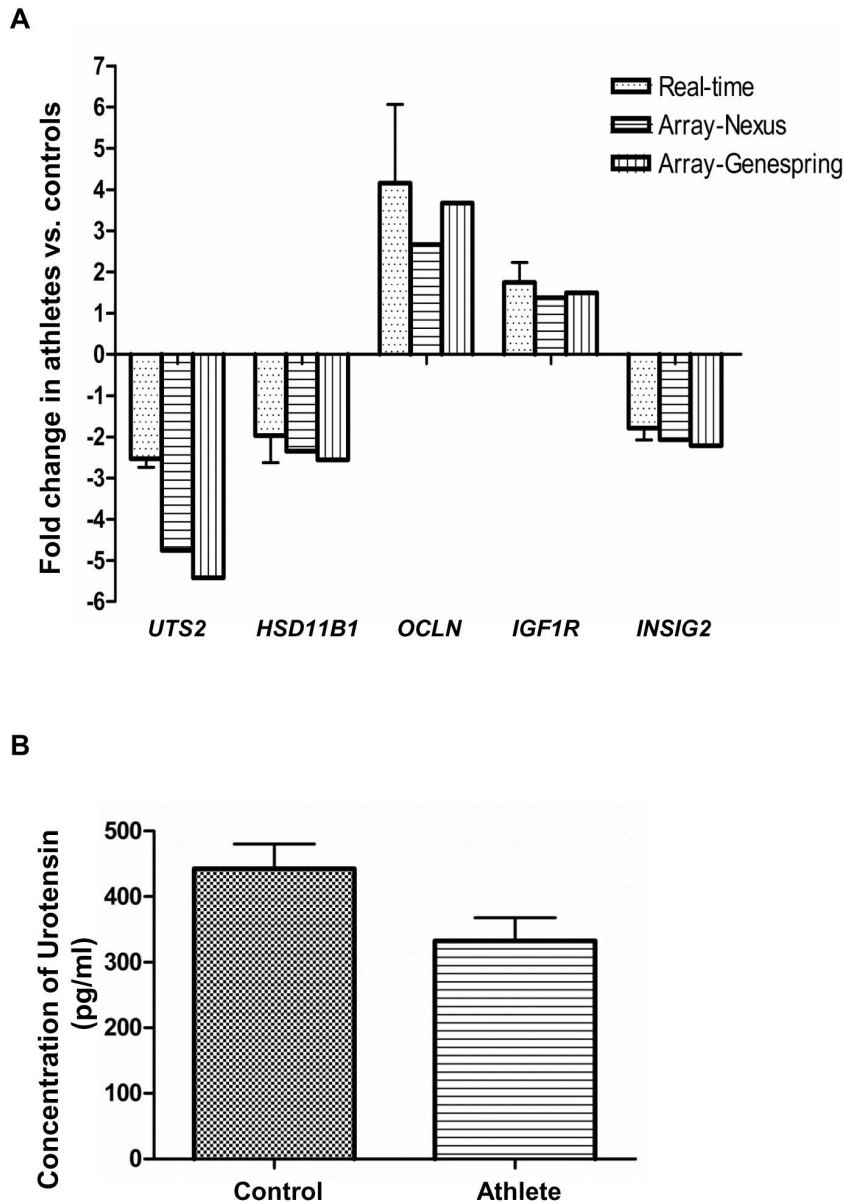 A
Fold change in athletes vs. controls
7
6
5
4
3
2
1
0
-1
-2
-3
-4
-5
-6
Real-time
Array-Nexus
Array-Genespring
UTS2 HSD11B1 OCLN IGF1R INSIG2
B
Concentration of Urotensin
(pg/ml)
500
400
300
200
100
0
Control Athlete